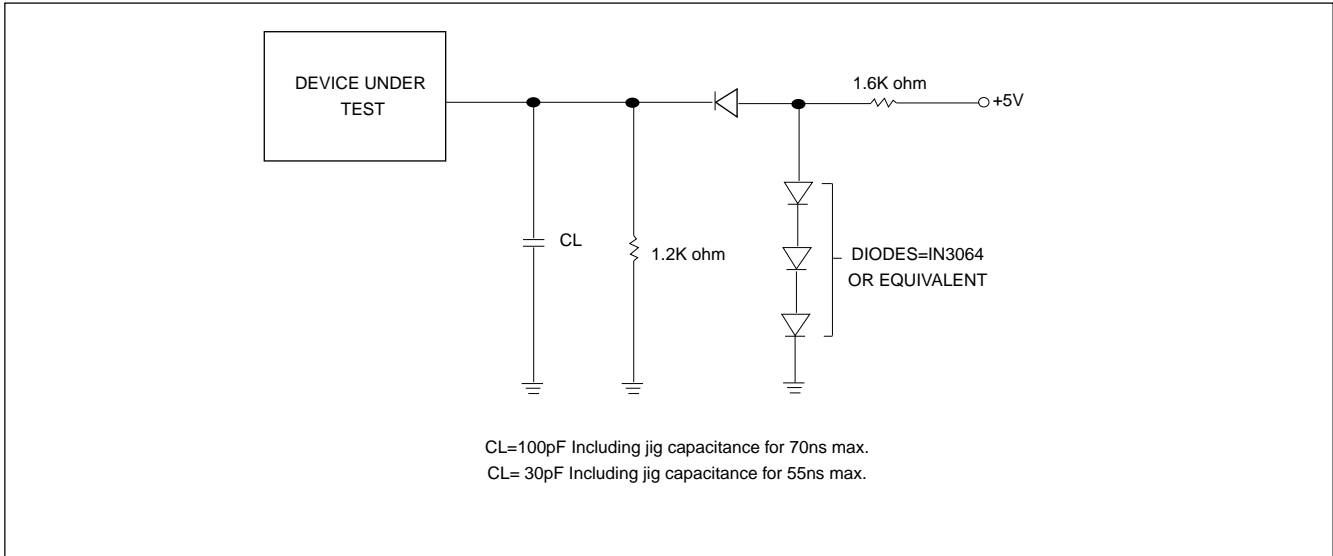 DEVICE UNDER
TEST
1.6K ohm
+5V
CL
1.2K ohm
DIODES=IN3064
OR EQUIVALENT
CL=100pF Including jig capacitance for 70ns max.
CL= 30pF Including jig capacitance for 55ns max.